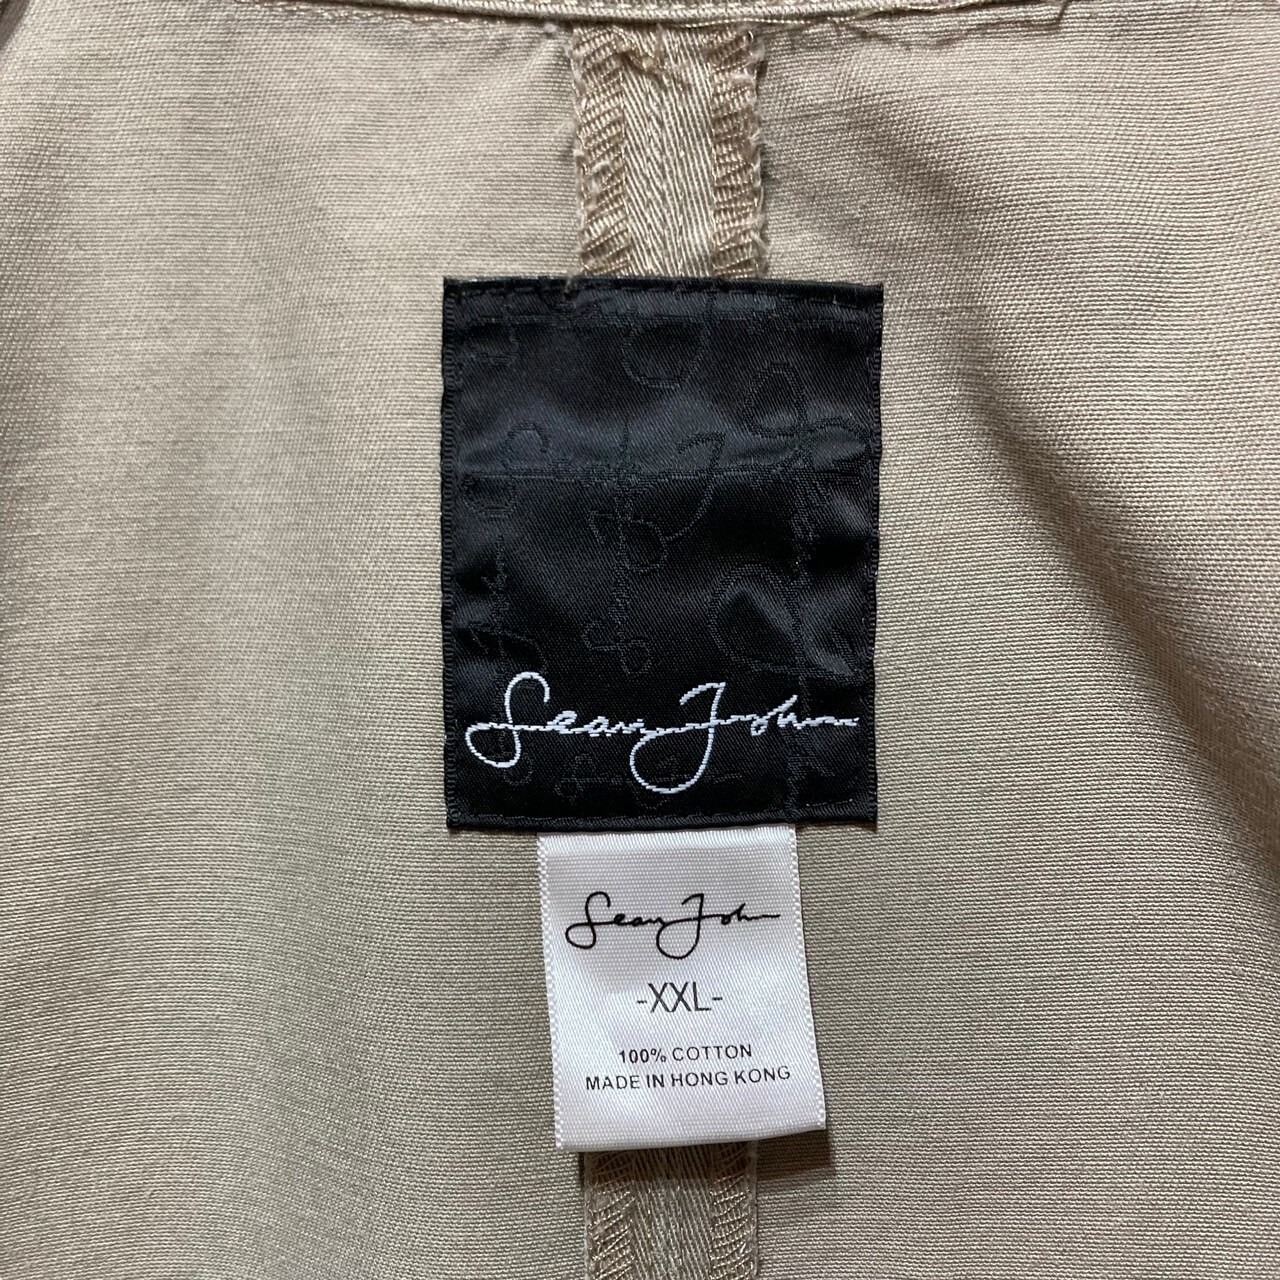 Sean John
Sean John
-XXL-
100% COTTON
MADE IN HONG KONG